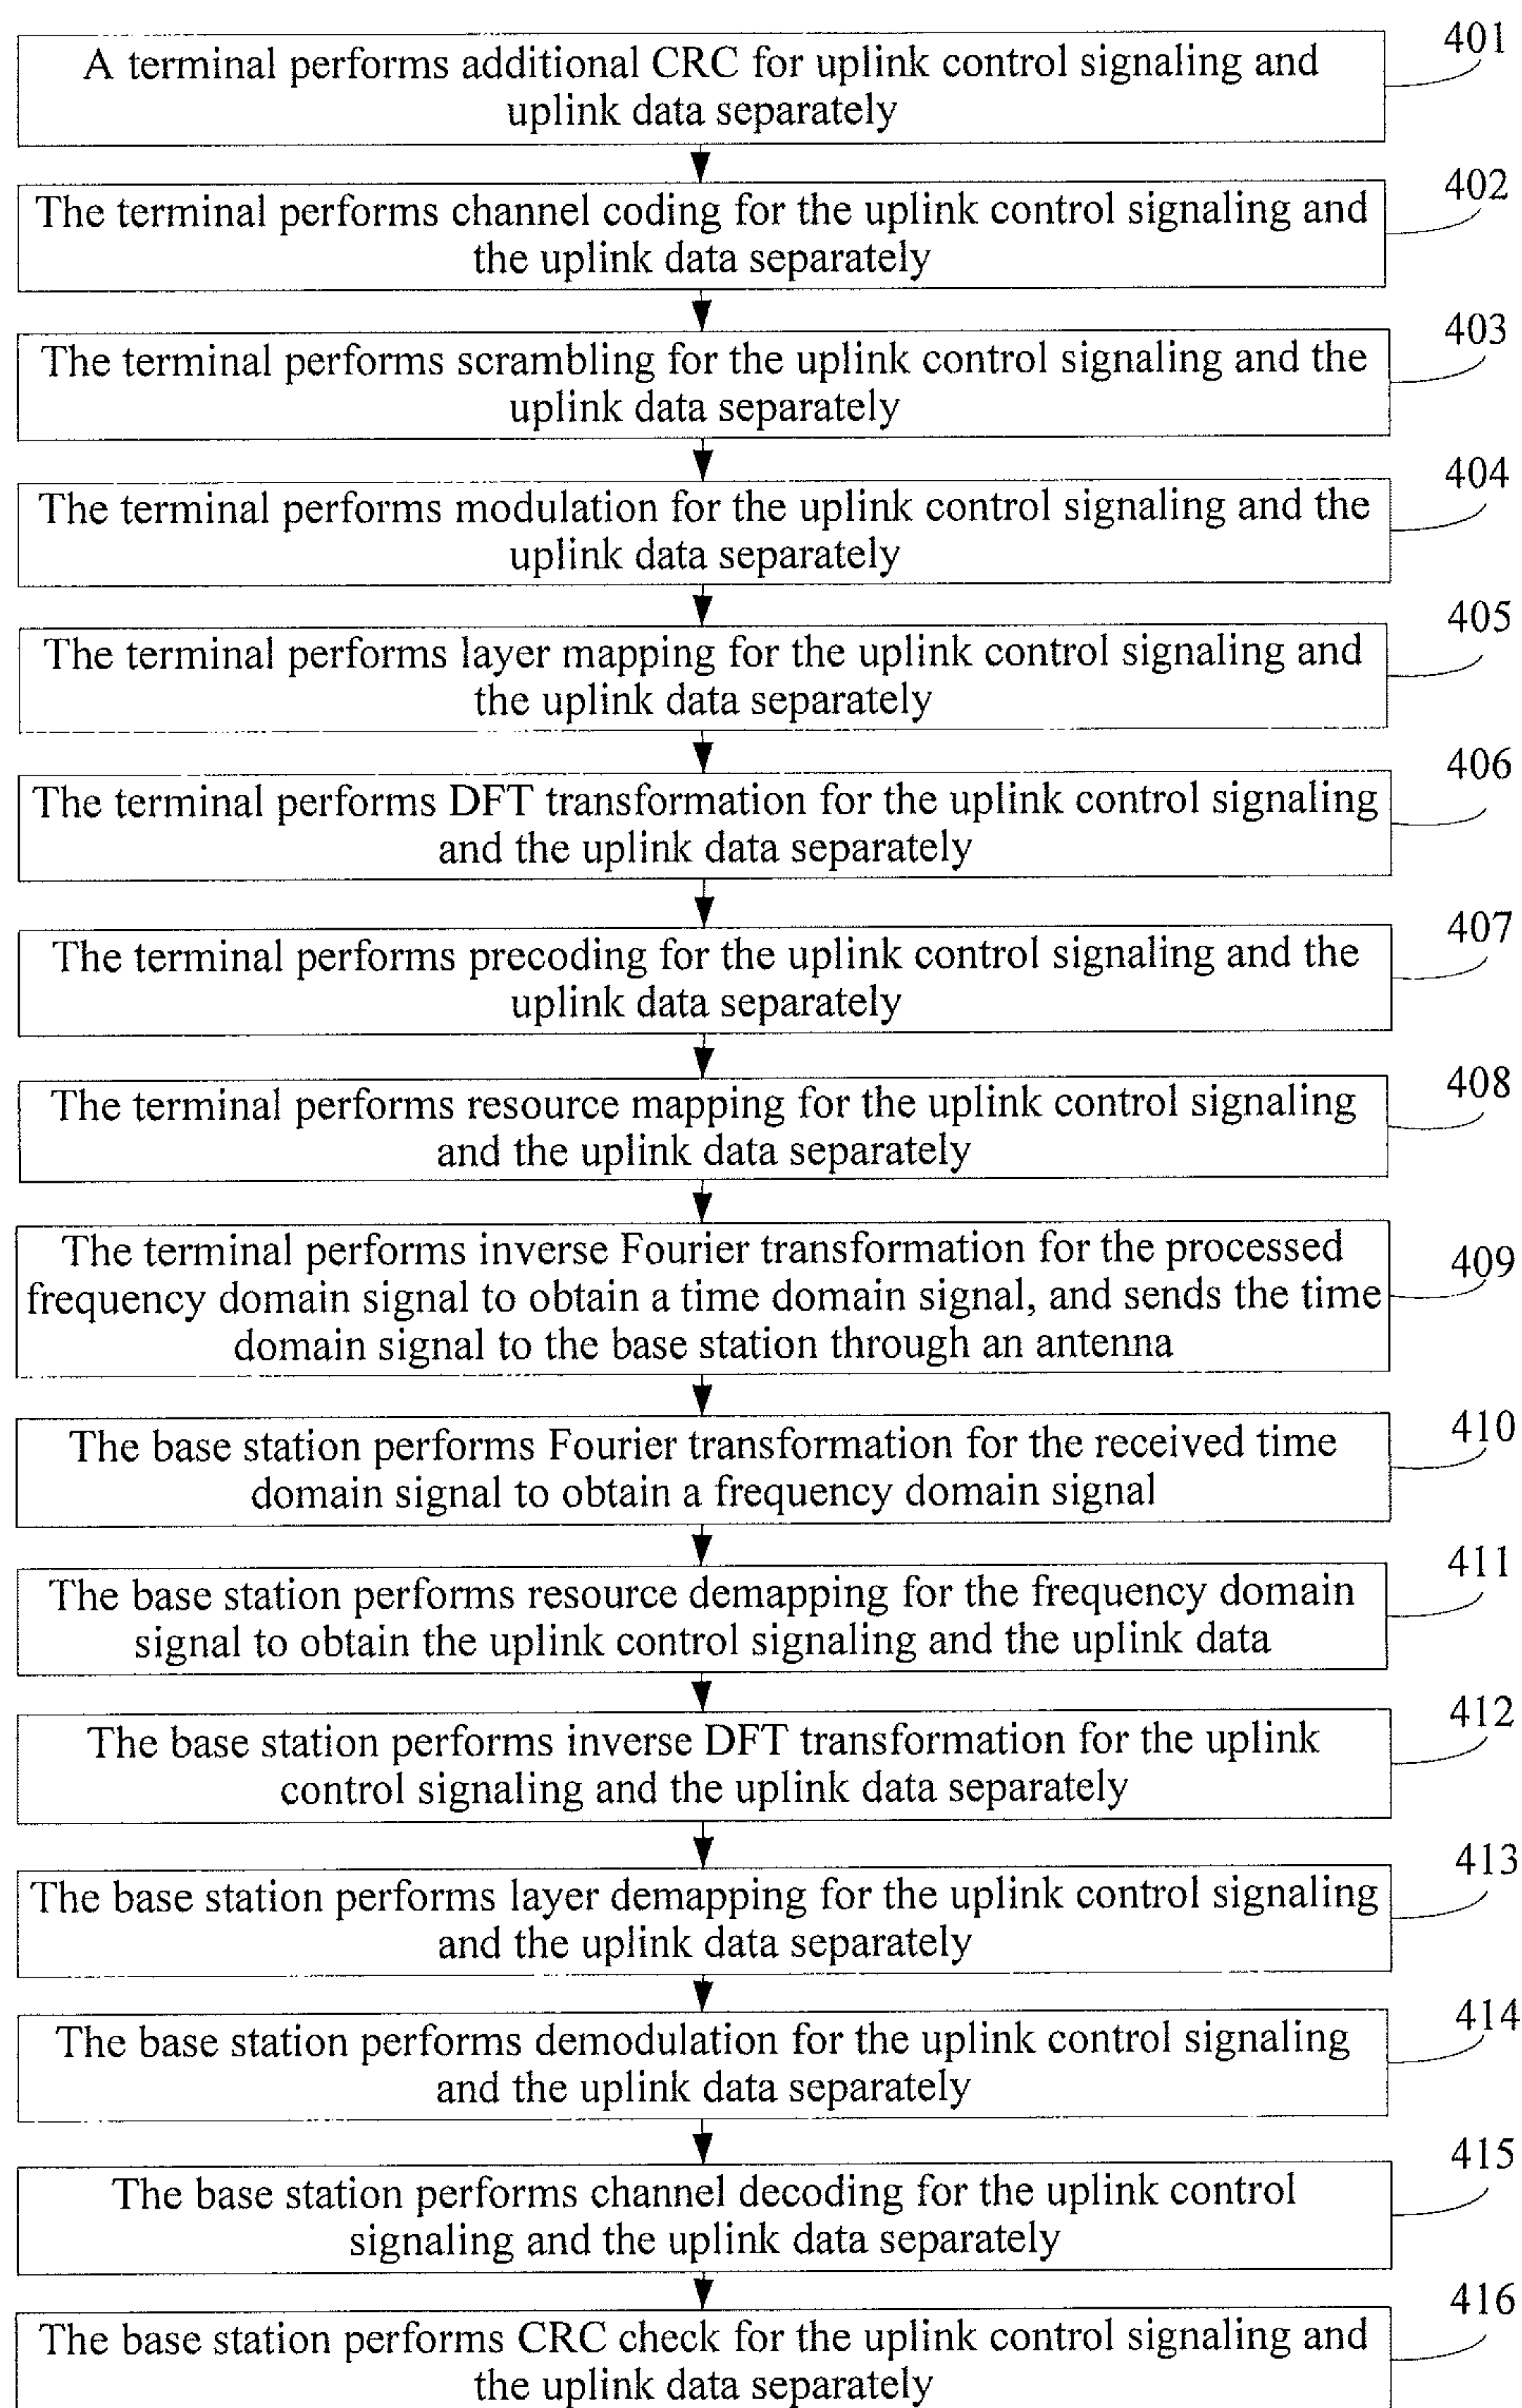 401
A terminal performs additional CRC for uplink control signaling and
uplink data separately
402
The terminal performs channel coding for the uplink control signaling and
the uplink data separately
403
The terminal performs scrambling for the uplink control signaling and the
uplink data separately
404
The terminal performs modulation for the uplink control signaling and the
uplink data separately
405
The terminal performs layer mapping for the uplink control signaling and
the uplink data separately
406
The terminal performs DFT transformation for the uplink control signaling
and the uplink data separately
407
The terminal performs precoding for the uplink control signaling and the
uplink data separately
408
The terminal performs resource mapping for the uplink control signaling
and the uplink data separately
409
The terminal performs inverse Fourier transformation for the processed
frequency domain signal to obtain a time domain signal, and sends the time
domain signal to the base station through an antenna
410
The base station performs Fourier transformation for the received time
domain signal to obtain a frequency domain signal
411
The base station performs resource demapping for the frequency domain
signal to obtain the uplink control signaling and the uplink data
412
The base station performs inverse DFT transformation for the uplink
control signaling and the uplink data separately
413
The base station performs layer demapping for the uplink control signaling
and the uplink data separately
414
The base station performs demodulation for the uplink control signaling
and the uplink data separately
415
The base station performs channel decoding for the uplink control
signaling and the uplink data separately
416
The base station performs CRC check for the uplink control signaling and
the uplink data separately